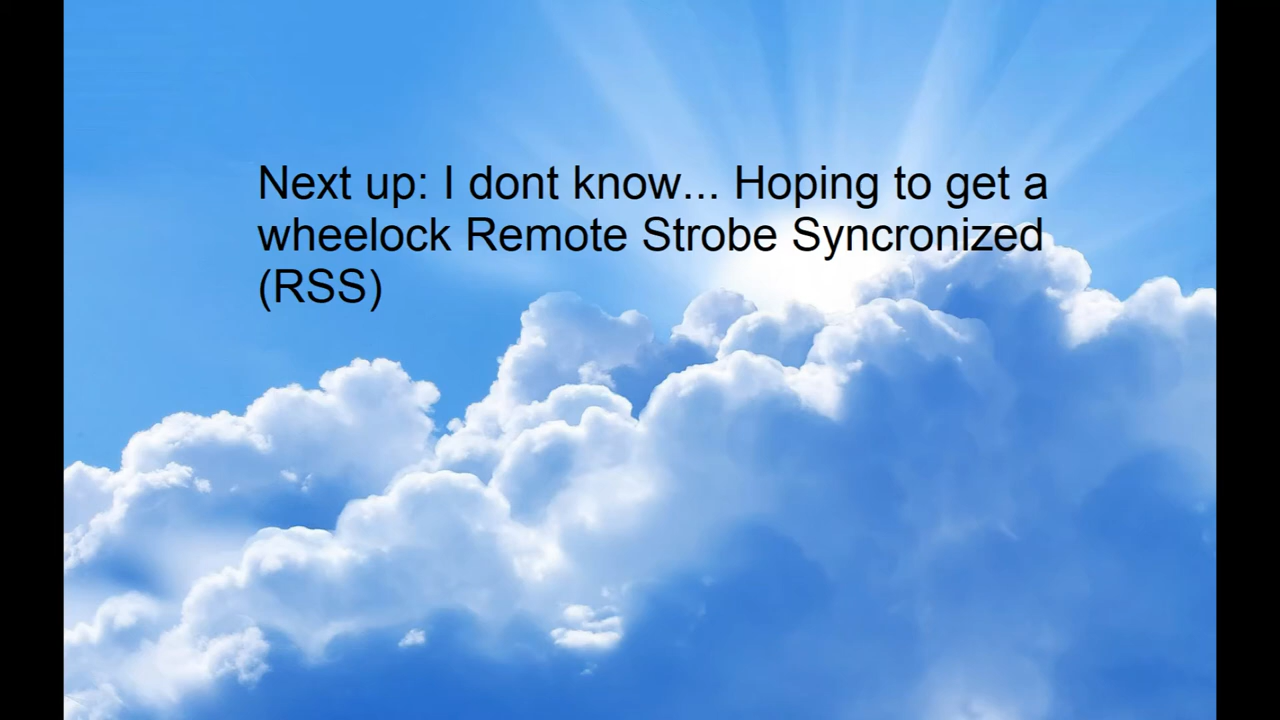 Next up: I dont know... Hoping to get a
wheelock Remote Strobe Syncronized
(RSS)